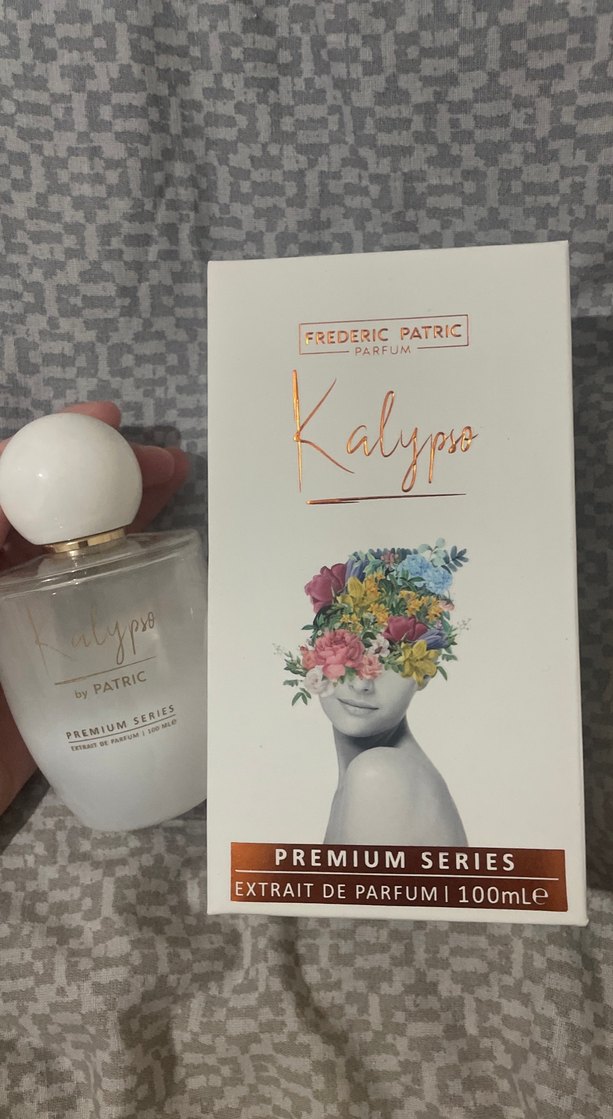 FREDERIC PATRIC
PARFUM
Kalypso
PREMIUM SERIES
EXTRAIT DE PARFUM | 100mL℮
Kalypso
by PATRIC
PREMIUM SERIES
EXTRAIT DE PARFUM | 100 ML℮